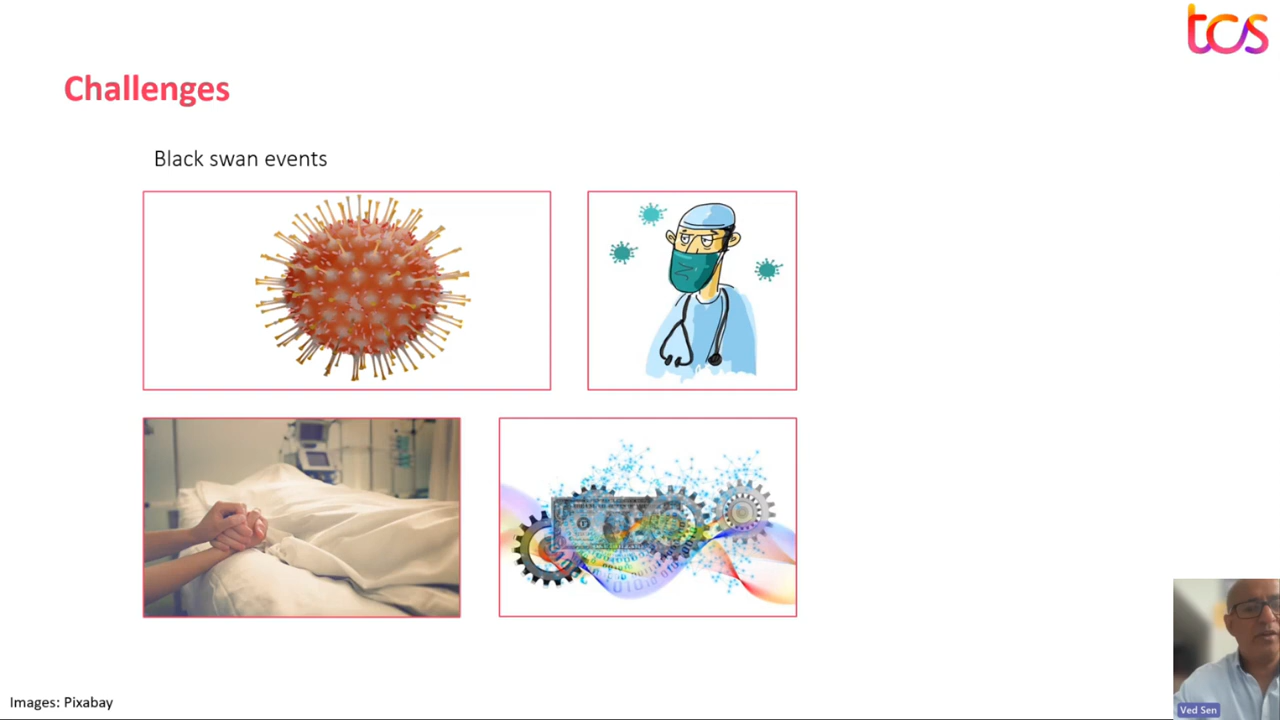 tcs
Challenges
Black swan events
Images: Pixabay
Ved Sen